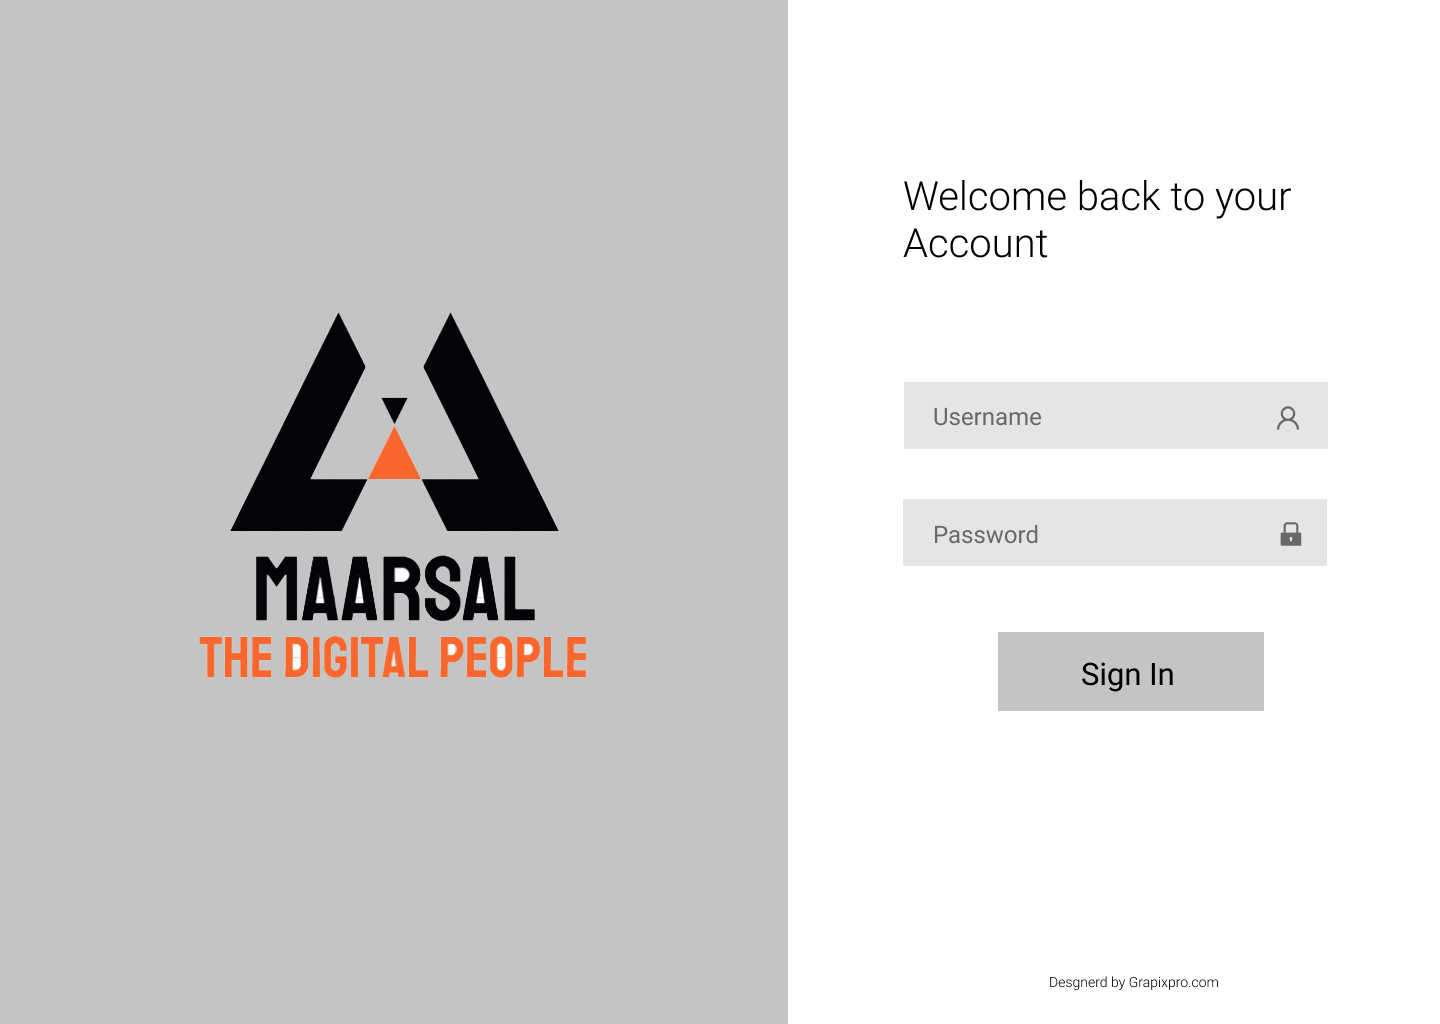 MAARSAL
THE DIGITAL PEOPLE
Welcome back to your
Account
Username
Password
Sign In
Desgnerd by Grapixpro.com